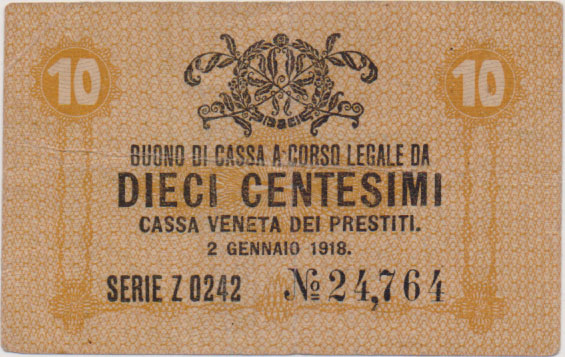 10 10
BUONO DI CASSA A CORSO LEGALE DA
DIECI CENTESIMI
CASSA VENETA DEI PRESTITI.
2 GENNAIO 1918.
SERIE Z 0242 № 24,764